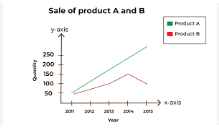 Sale of product A and B
Product A
Product B
y-axis
Quantity
250
200
150
100
50
x-axis
2011 2012 2013 2014 2015
Year